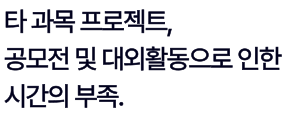 타 과목 프로젝트,
공모전 및 대외활동으로 인한
시간의 부족.